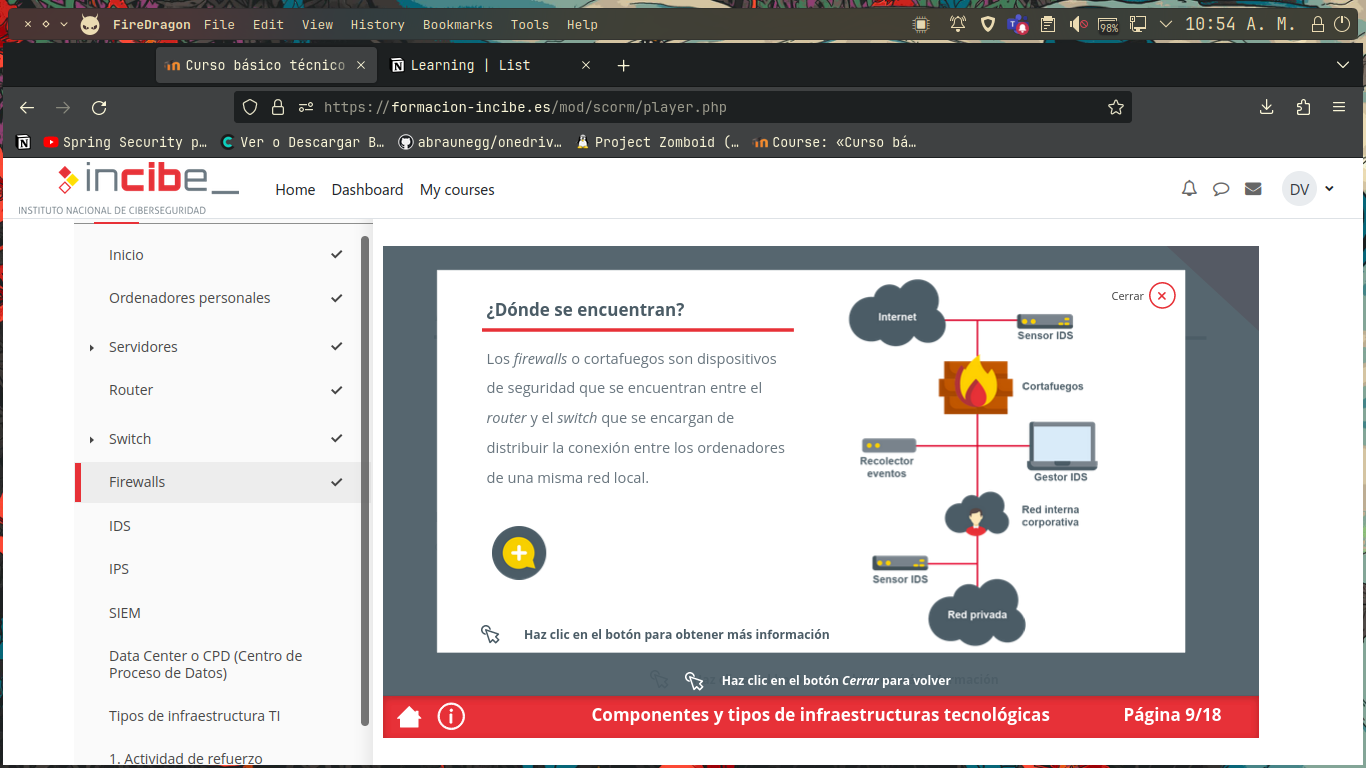 FireDragon File Edit View History Bookmarks Tools Help
98%
10:54 A. M.
Curso básico técnico
Learning | List
https://formacion-incibe.es/mod/scorm/player.php
Spring Security p…
Ver o Descargar B…
abraunegg/onedriv…
Project Zomboid (…
Course: «Curso bá…
incibe_
INSTITUTO NACIONAL DE CIBERSEGURIDAD
Home Dashboard My courses
DV
Inicio
Ordenadores personales
Servidores
Router
Switch
Firewalls
IDS
IPS
SIEM
Data Center o CPD (Centro de
Proceso de Datos)
Tipos de infraestructura TI
1. Actividad de refuerzo
¿Dónde se encuentran?
Los firewalls o cortafuegos son dispositivos
de seguridad que se encuentran entre el
router y el switch que se encargan de
distribuir la conexión entre los ordenadores
de una misma red local.
Haz clic en el botón para obtener más información
Cerrar
Internet
Sensor IDS
Cortafuegos
Recolector
eventos
Gestor IDS
Red interna
corporativa
Sensor IDS
Red privada
Haz clic en el botón Cerrar para volver
Componentes y tipos de infraestructuras tecnológicas
Página 9/18